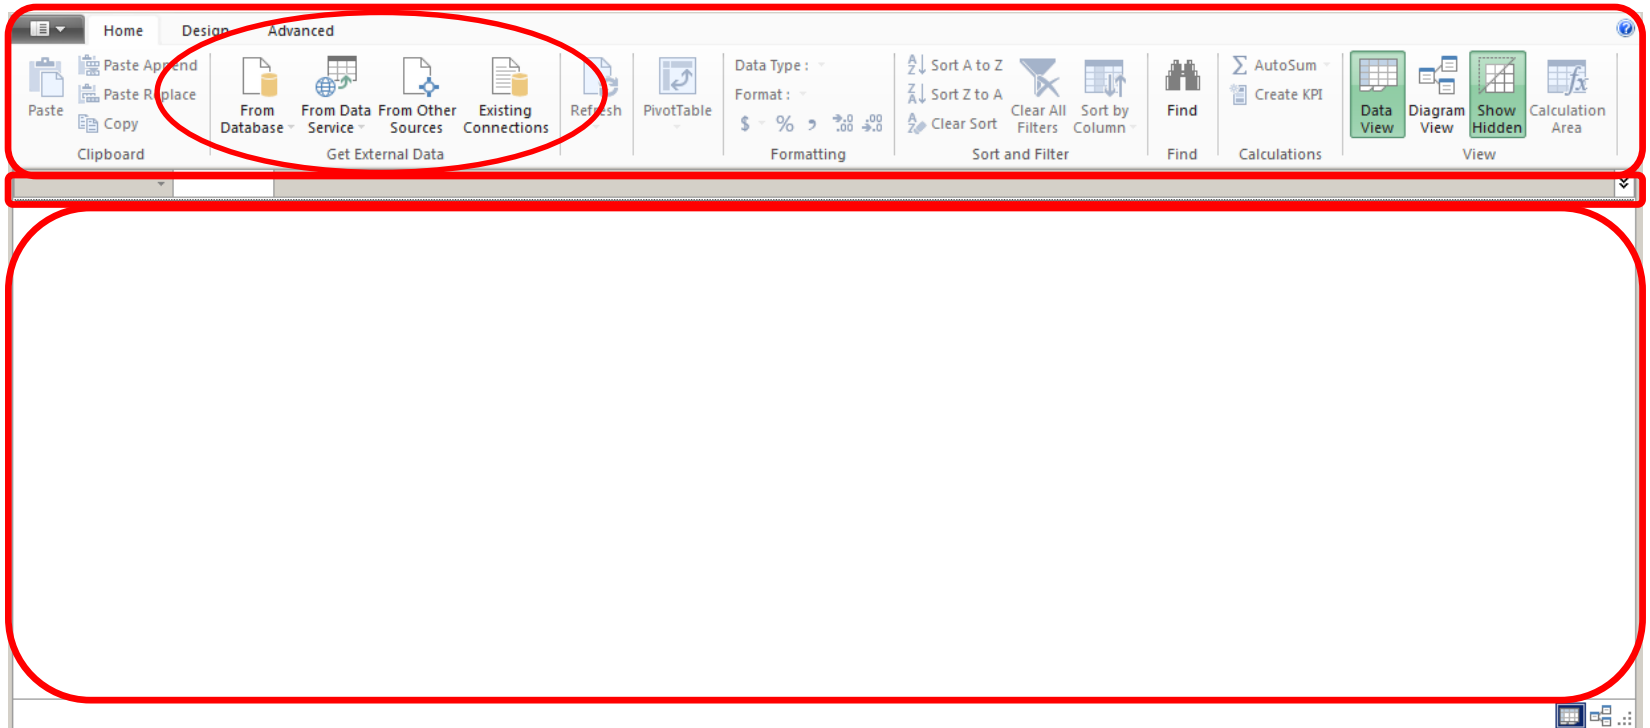 Home Design Advanced
Paste
Paste Append
Paste Replace
Copy
Clipboard
From
Database
From Data
Service
From Other
Sources
Existing
Connections
Get External Data
Refresh
PivotTable
Data Type :
Format :
$ % , .00 .00
Formatting
A Z Sort A to Z
Z A Sort Z to A
A Z Clear Sort
Clear All
Filters
Sort by
Column
Sort and Filter
Find
Find
∑ AutoSum
Create KPI
Calculations
Data
View
Diagram
View
Show
Hidden
fx
Calculation
Area
View
?